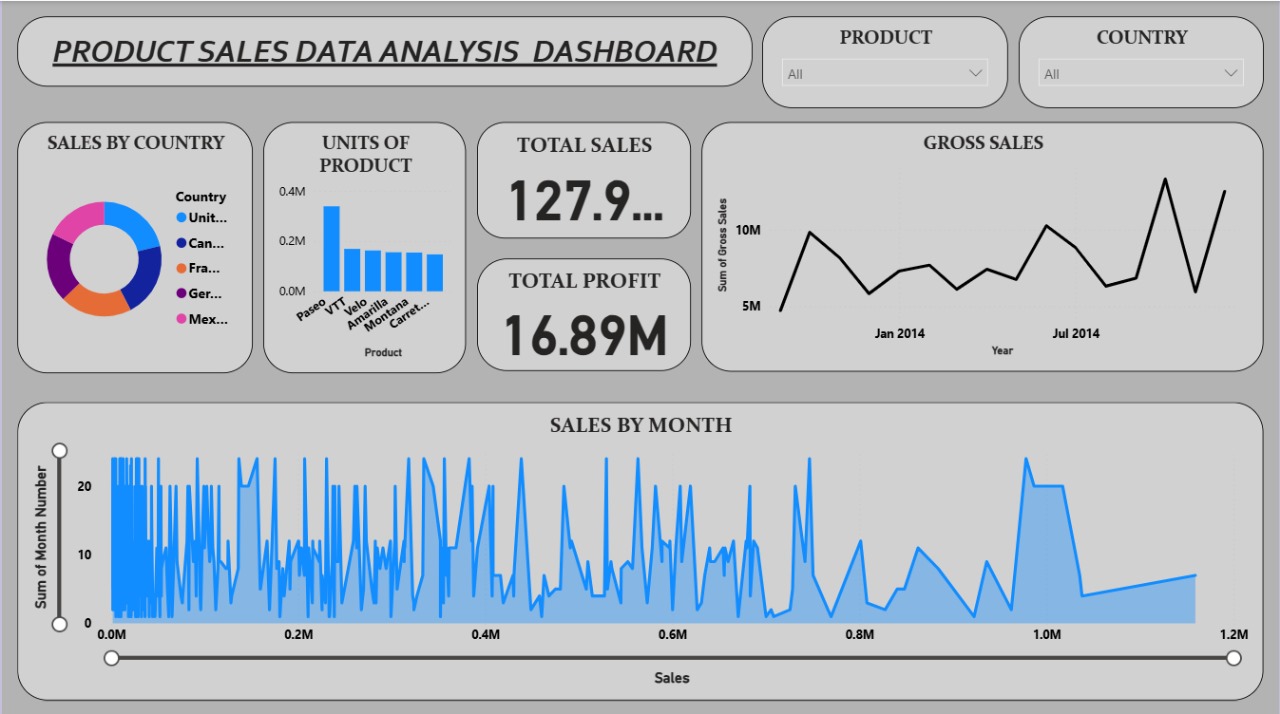 PRODUCT SALES DATA ANALYSIS DASHBOARD
PRODUCT
All
COUNTRY
All
SALES BY COUNTRY
Country
Unit...
Can...
Fra...
Ger...
Mex...
UNITS OF
PRODUCT
0.4M
0.2M
0.0M
Paseo
VTT
Velo
Amarilla
Montana
Carret...
Product
TOTAL SALES
127.9...
TOTAL PROFIT
16.89M
GROSS SALES
Sum of Gross Sales
10M
5M
Jan 2014
Jul 2014
Year
SALES BY MONTH
Sum of Month Number
20
10
0
0.0M
0.2M
0.4M
0.6M
0.8M
1.0M
1.2M
Sales